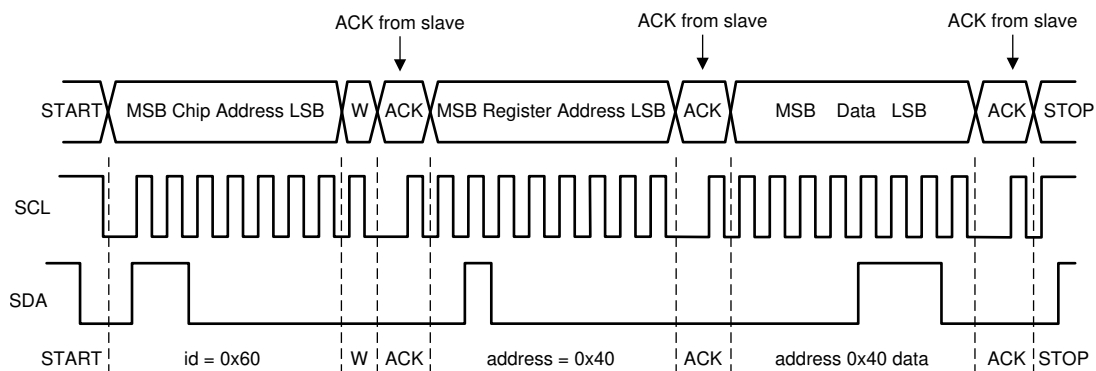 ACK from slave ACK from slave ACK from slave
START MSB Chip Address LSB W ACK MSB Register Address LSB ACK MSB Data LSB ACK STOP
SCL
SDA
START id = 0x60 W ACK address = 0x40 ACK address 0x40 data ACK STOP